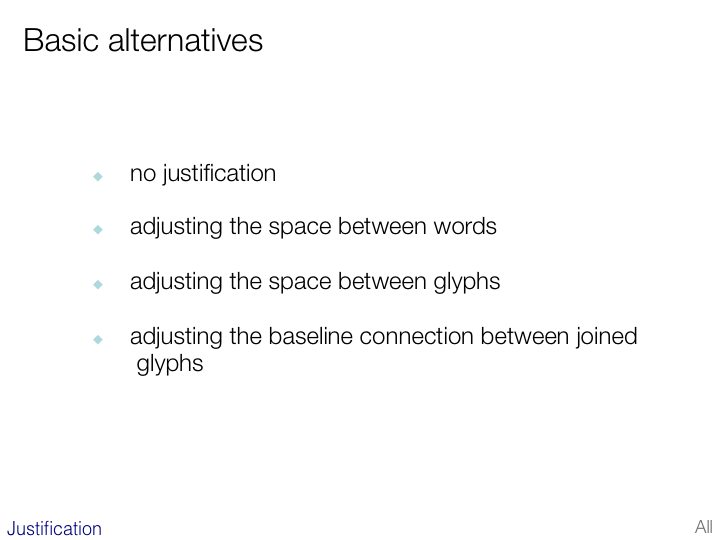 Basic alternatives
no justification
adjusting the space between words
adjusting the space between glyphs
adjusting the baseline connection between joined
glyphs
Justification
All